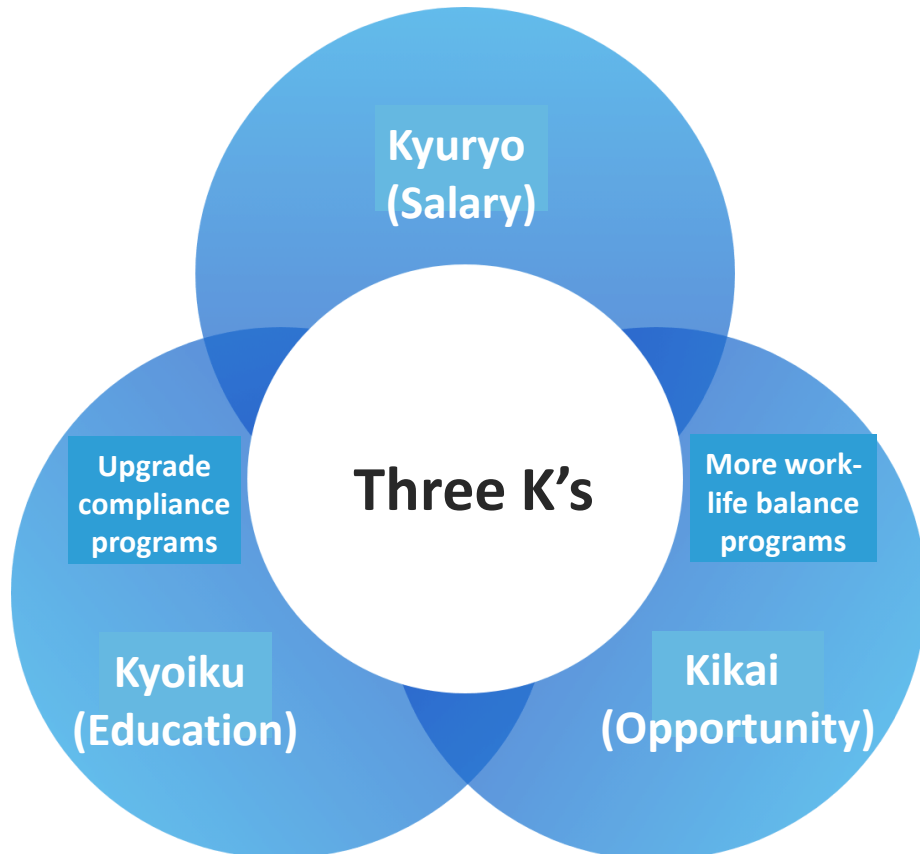 Kyuryo
(Salary)
Three K’s
Upgrade
compliance
programs
Kyoiku
(Education)
More work-
life balance
programs
Kikai
(Opportunity)